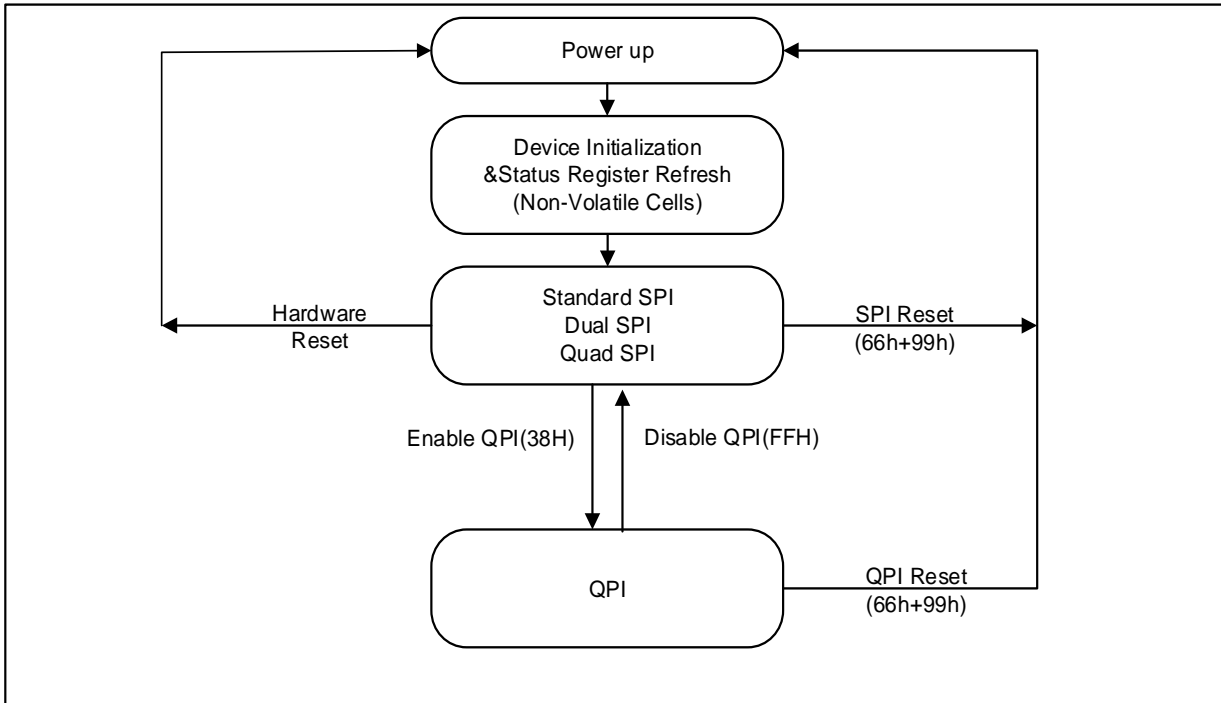 Power up
Device Initialization
&Status Register Refresh
(Non-Volatile Cells)
Standard SPI
Dual SPI
Quad SPI
Hardware
Reset
SPI Reset
(66h+99h)
Enable QPI(38H)
Disable QPI(FFH)
QPI
QPI Reset
(66h+99h)